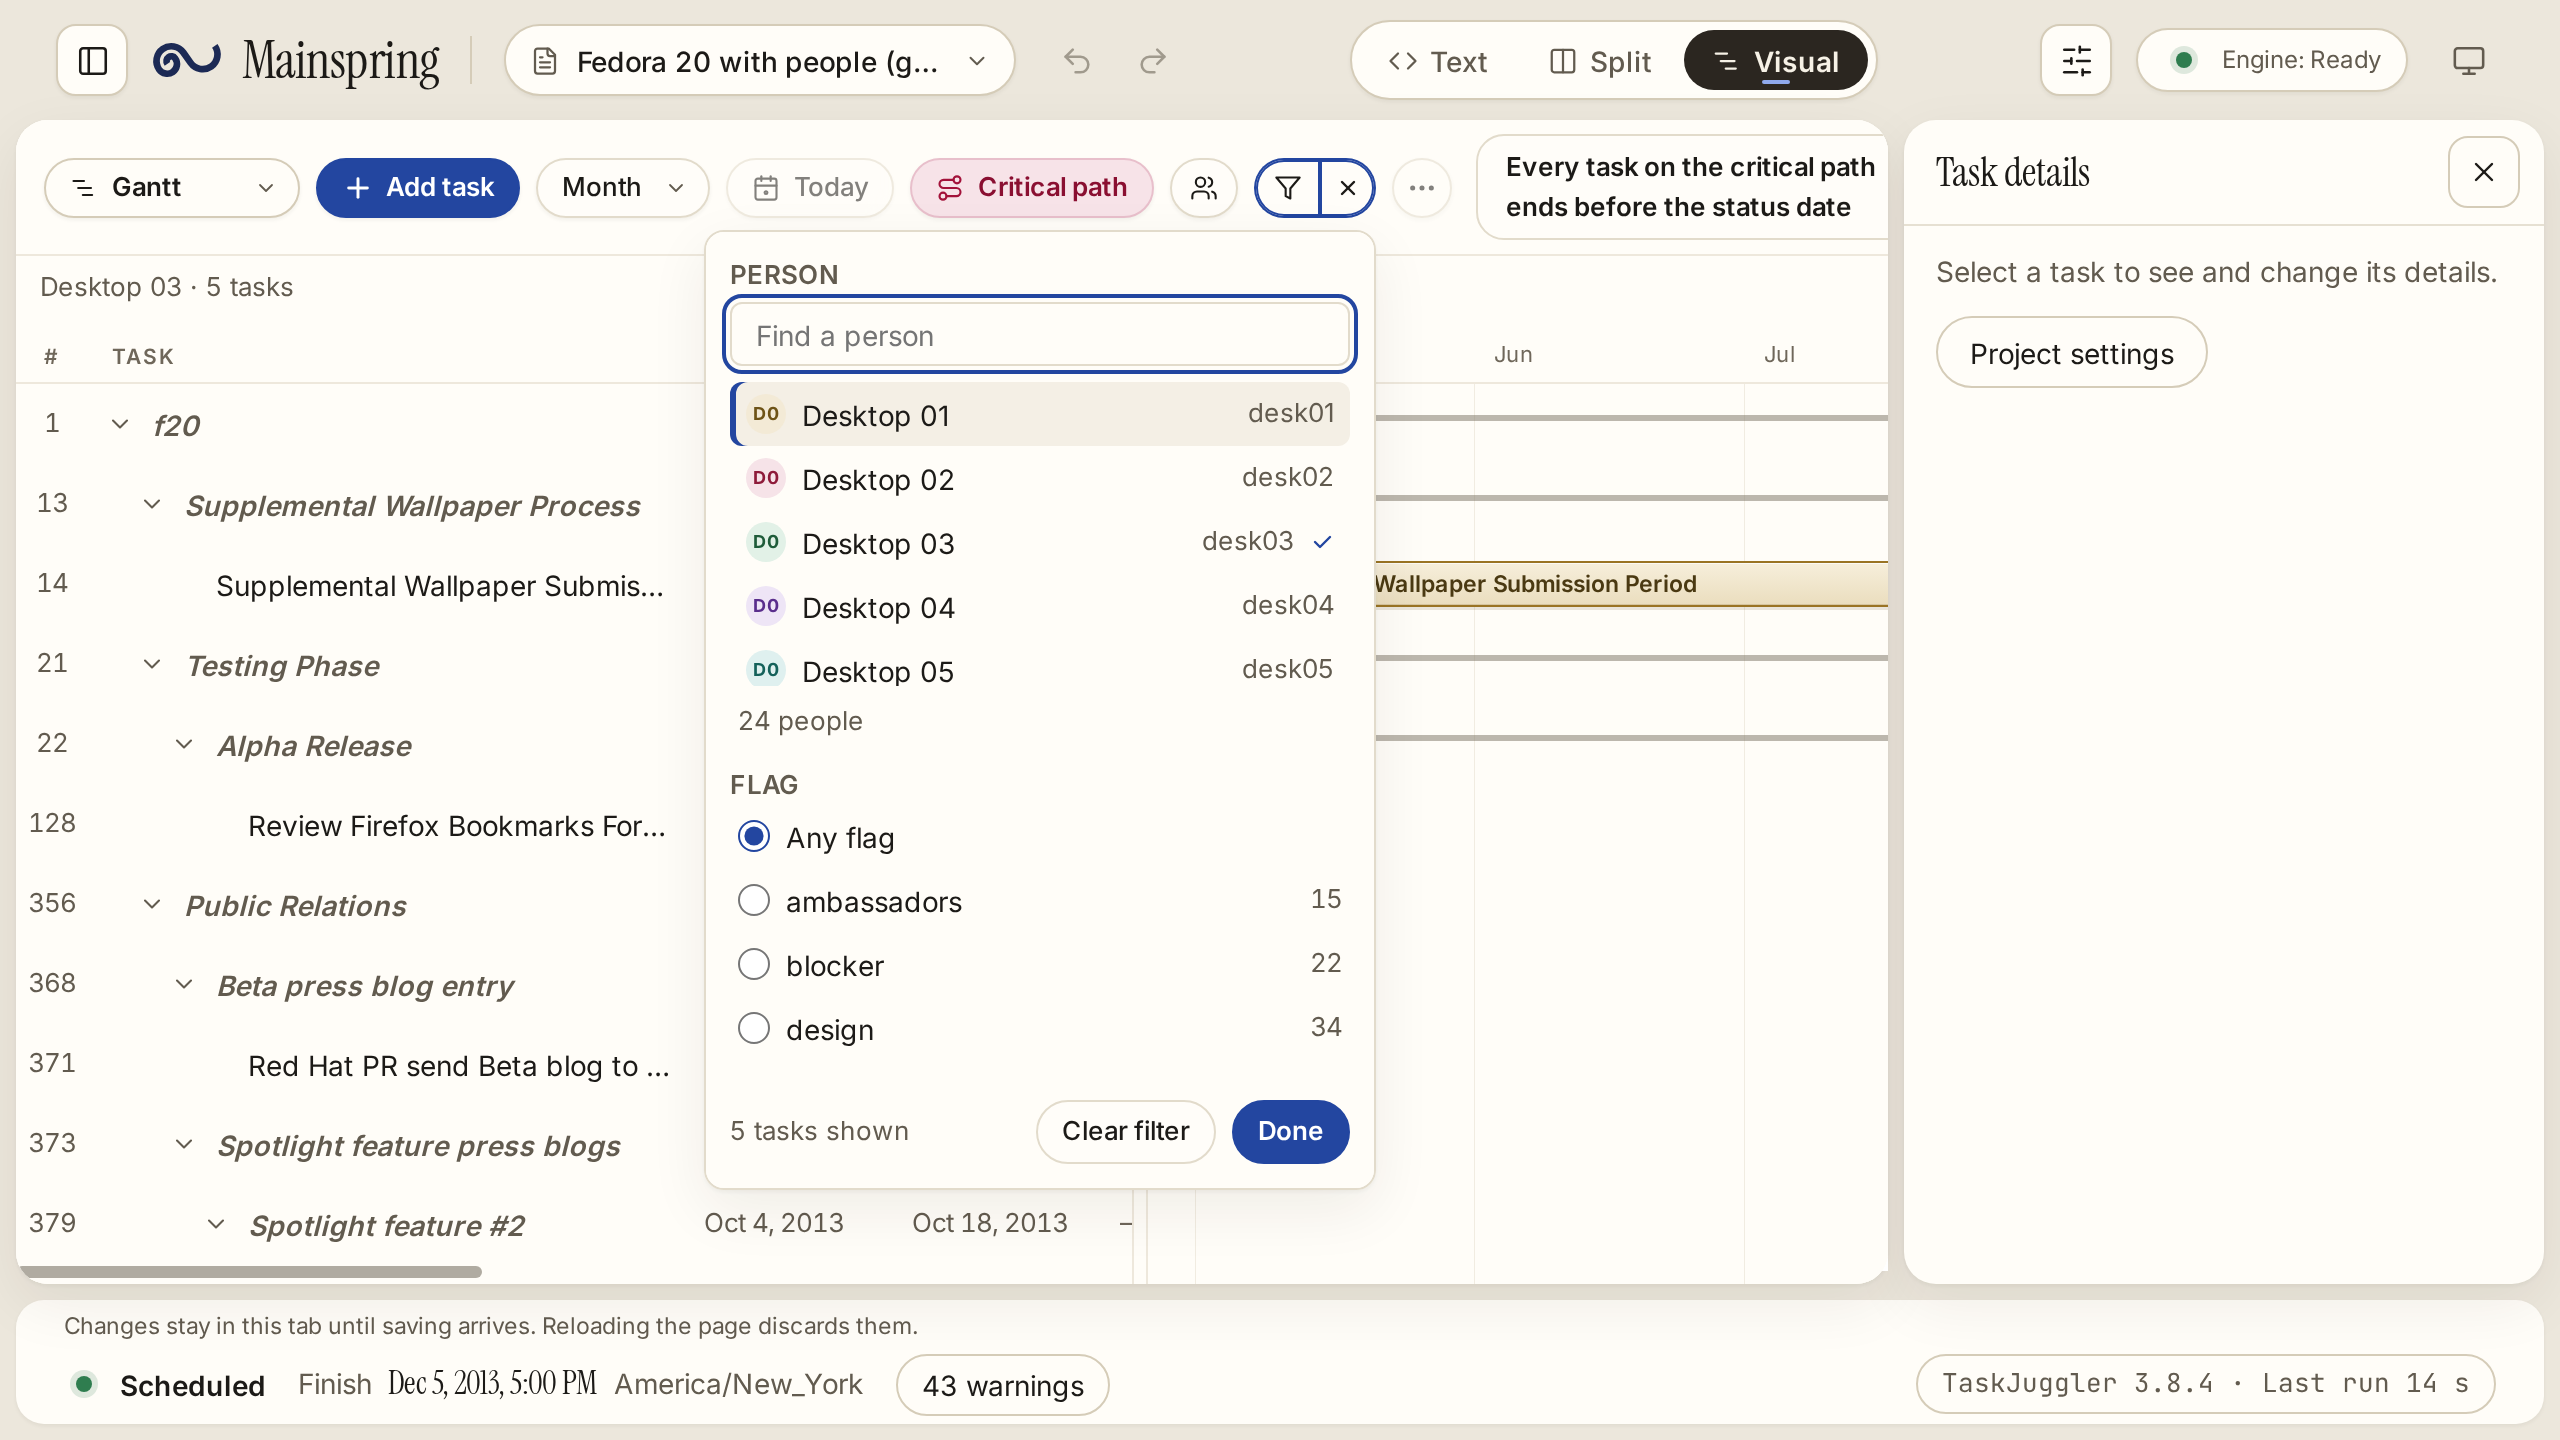 Mainspring
Fedora 20 with people (g...
Text
Split
Visual
Engine: Ready
Gantt
Add task
Month
Today
Critical path
Every task on the critical path
ends before the status date
Task details
Desktop 03 · 5 tasks
Select a task to see and change its details.
Project settings
# TASK
Jun
Jul
1 f20
13 Supplemental Wallpaper Process
14 Supplemental Wallpaper Submis...
Wallpaper Submission Period
21 Testing Phase
22 Alpha Release
128 Review Firefox Bookmarks For...
356 Public Relations
368 Beta press blog entry
371 Red Hat PR send Beta blog to ...
373 Spotlight feature press blogs
379 Spotlight feature #2 Oct 4, 2013 Oct 18, 2013 –
PERSON
Find a person
D0 Desktop 01 desk01
D0 Desktop 02 desk02
D0 Desktop 03 desk03
D0 Desktop 04 desk04
D0 Desktop 05 desk05
24 people
FLAG
Any flag
ambassadors 15
blocker 22
design 34
5 tasks shown
Clear filter
Done
Changes stay in this tab until saving arrives. Reloading the page discards them.
Scheduled Finish Dec 5, 2013, 5:00 PM America/New_York
43 warnings
TaskJuggler 3.8.4 · Last run 14 s